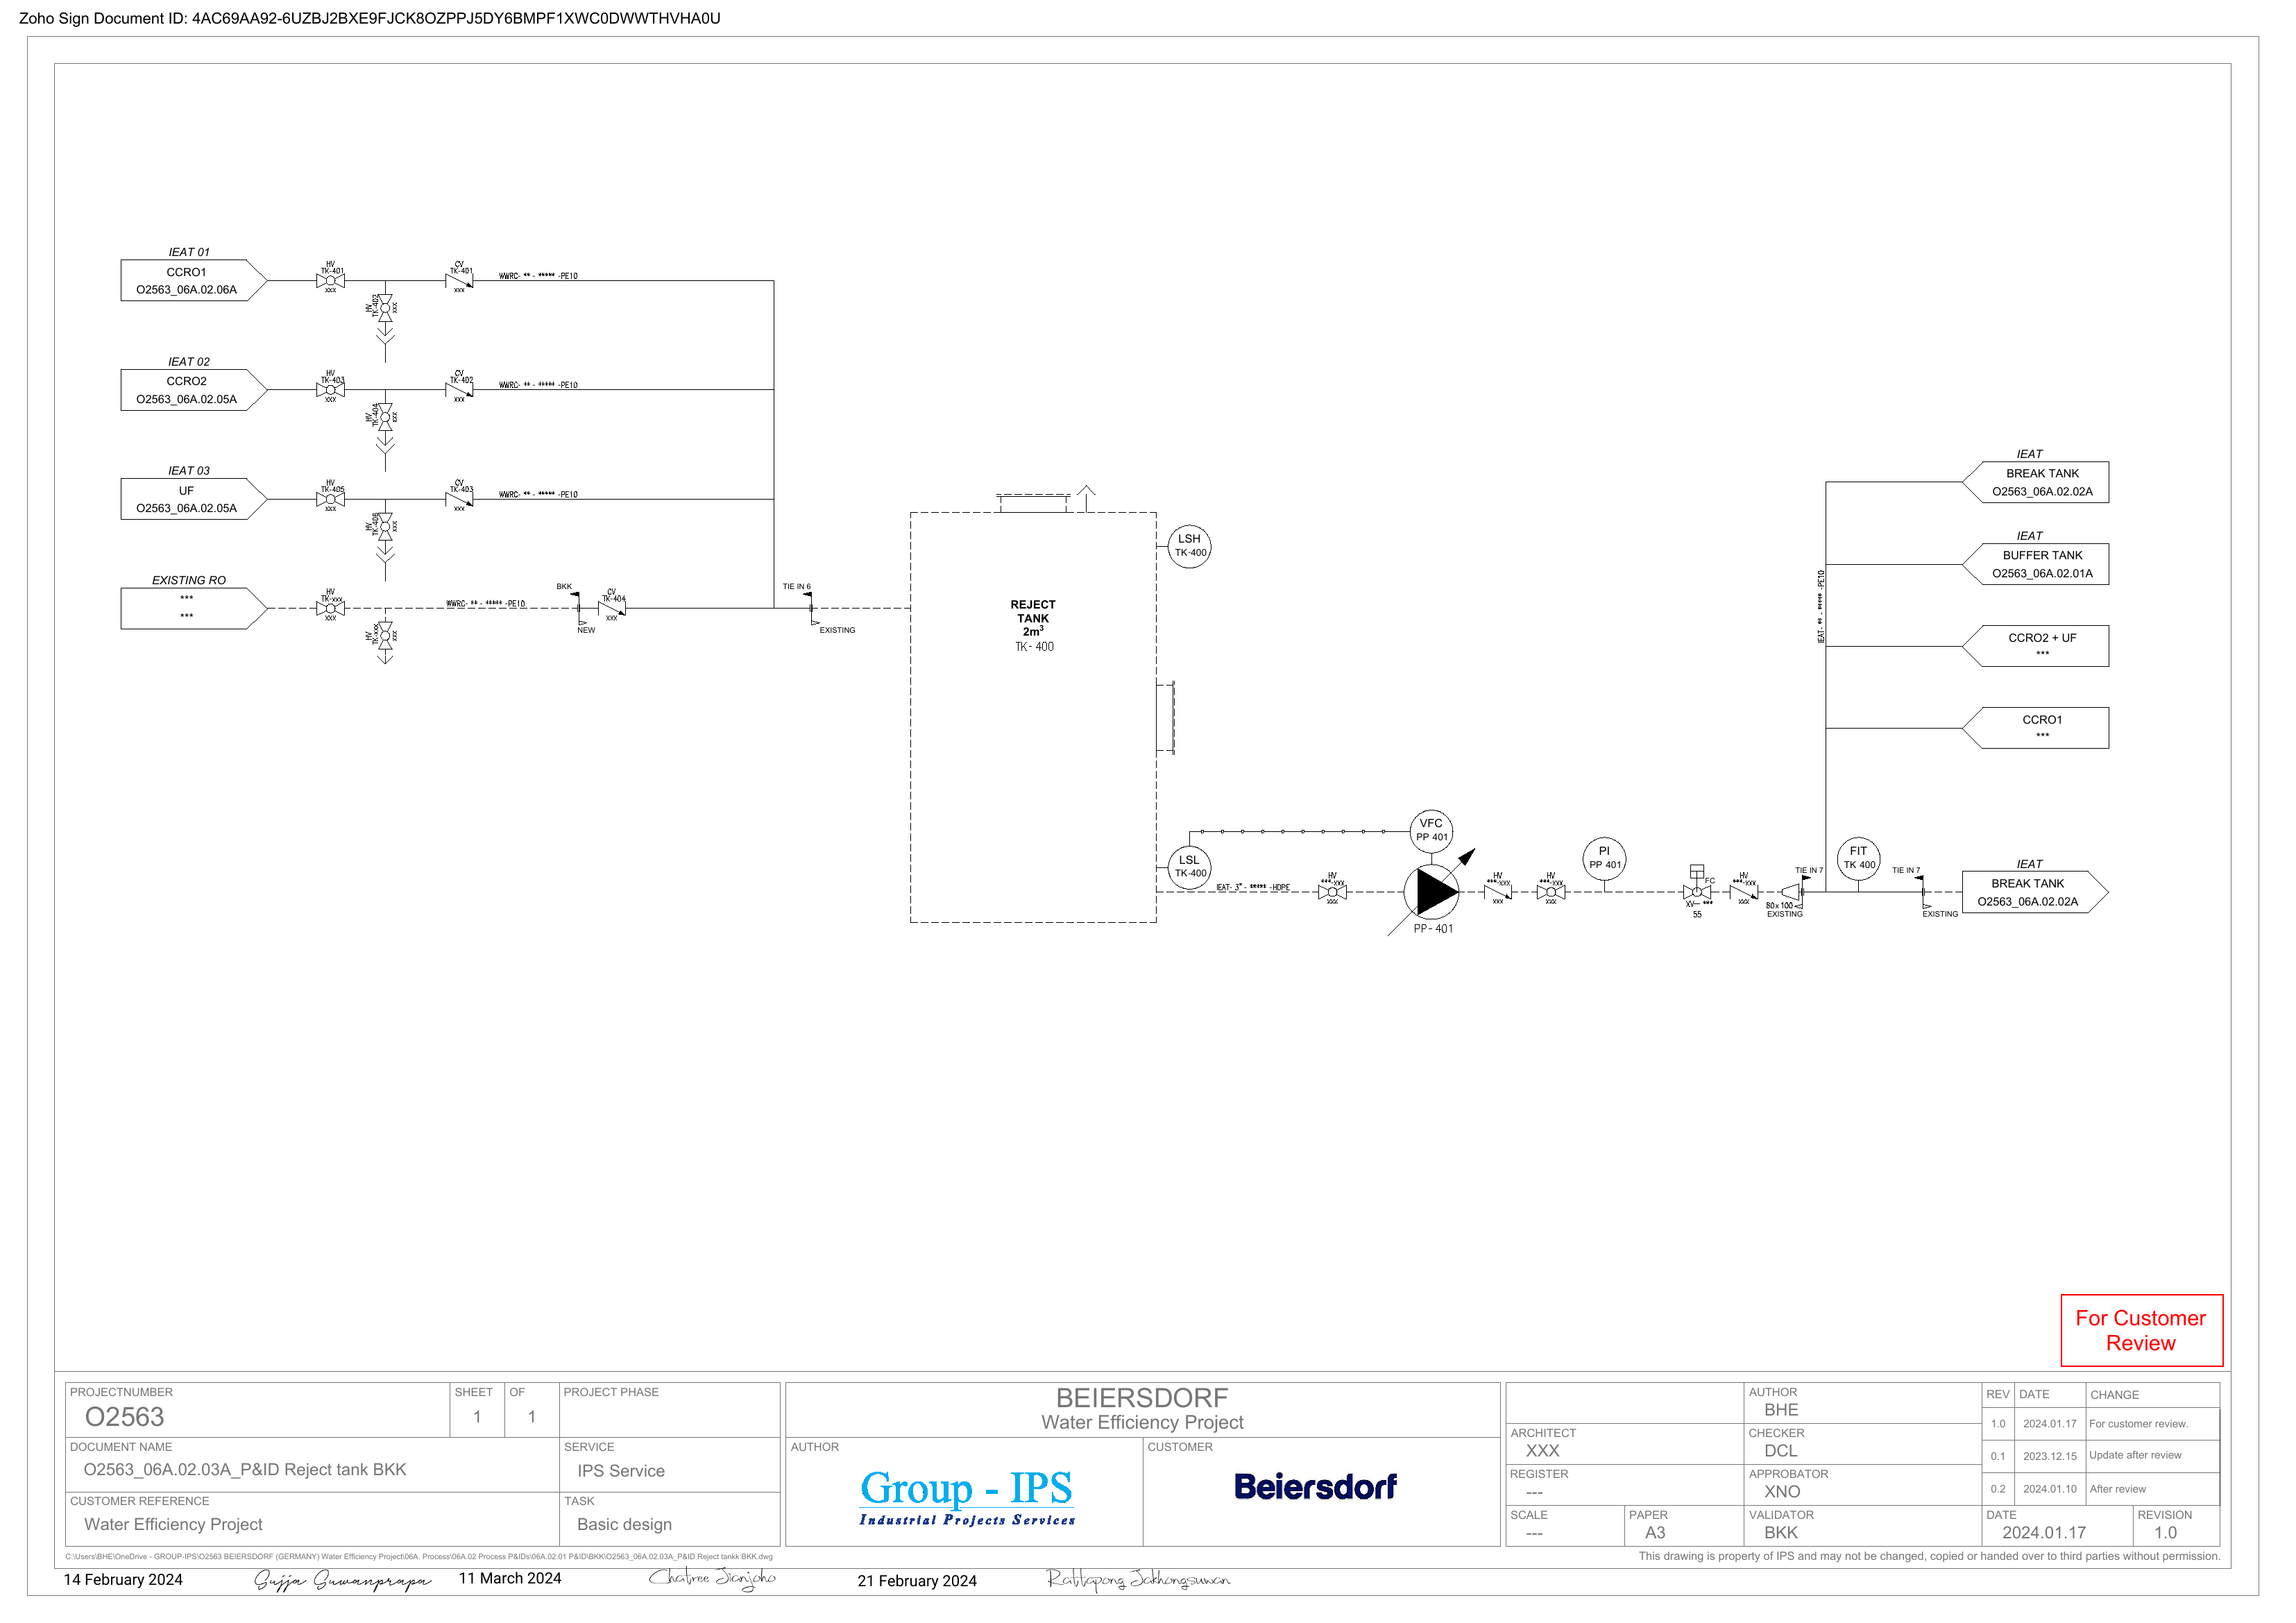 Zoho Sign Document ID: 4AC69AA92-6UZBJ2BXE9FJCK8OZPPJ5DY6BMPF1XWC0DWWTHVHA0U
IEAT 01
CCRO1
O2563_06A.02.06A
HV
TK-401
xxx
HV
TK-402
xxx
CV
TK-401
xxx
WWRC- ** - ***** -PE10
IEAT 02
CCRO2
O2563_06A.02.05A
HV
TK-403
xxx
HV
TK-404
xxx
CV
TK-402
xxx
WWRC- ** - ***** -PE10
IEAT 03
UF
O2563_06A.02.05A
HV
TK-405
xxx
HV
TK-406
xxx
CV
TK-403
xxx
WWRC- ** - ***** -PE10
EXISTING RO
***
***
HV
TK-xxx
xxx
HV
TK-xxx
xxx
WWRC- ** - ***** -PE10
BKK
NEW
CV
TK-404
xxx
TIE IN 6
EXISTING
REJECT
TANK
2m³
TK- 400
LSH
TK-400
LSL
TK-400
IEAT- 3" - ***** -HDPE
HV
***-xxx
xxx
VFC
PP 401
PP- 401
HV
***-xxx
xxx
HV
***-xxx
xxx
PI
PP 401
FC
XV- ***
55
HV
***-xxx
xxx
80x100
TIE IN 7
EXISTING
IEAT- ** - ***** -PE10
FIT
TK 400
TIE IN 7
EXISTING
IEAT
BREAK TANK
O2563_06A.02.02A
IEAT
BUFFER TANK
O2563_06A.02.01A
CCRO2 + UF
***
CCRO1
***
IEAT
BREAK TANK
O2563_06A.02.02A
For Customer
Review
PROJECTNUMBER
O2563
SHEET
1
OF
1
PROJECT PHASE
DOCUMENT NAME
O2563_06A.02.03A_P&ID Reject tank BKK
SERVICE
IPS Service
CUSTOMER REFERENCE
Water Efficiency Project
TASK
Basic design
BEIERSDORF
Water Efficiency Project
AUTHOR
Group - IPS
Industrial Projects Services
CUSTOMER
Beiersdorf
ARCHITECT
XXX
REGISTER
---
SCALE
---
PAPER
A3
AUTHOR
BHE
CHECKER
DCL
APPROBATOR
XNO
VALIDATOR
BKK
REV DATE CHANGE
1.0 2024.01.17 For customer review.
0.1 2023.12.15 Update after review
0.2 2024.01.10 After review
DATE
2024.01.17
REVISION
1.0
C:\Users\BHE\OneDrive - GROUP-IPS\O2563 BEIERSDORF (GERMANY) Water Efficiency Project\06A. Process\06A.02 Process P&IDs\06A.02.01 P&ID\BKK\O2563_06A.02.03A_P&ID Reject tankk BKK.dwg
This drawing is property of IPS and may not be changed, copied or handed over to third parties without permission.
14 February 2024
Gujja Guwanprapa
11 March 2024
Chatree Jianjoho
21 February 2024
Rattapong Jakhongsuwan